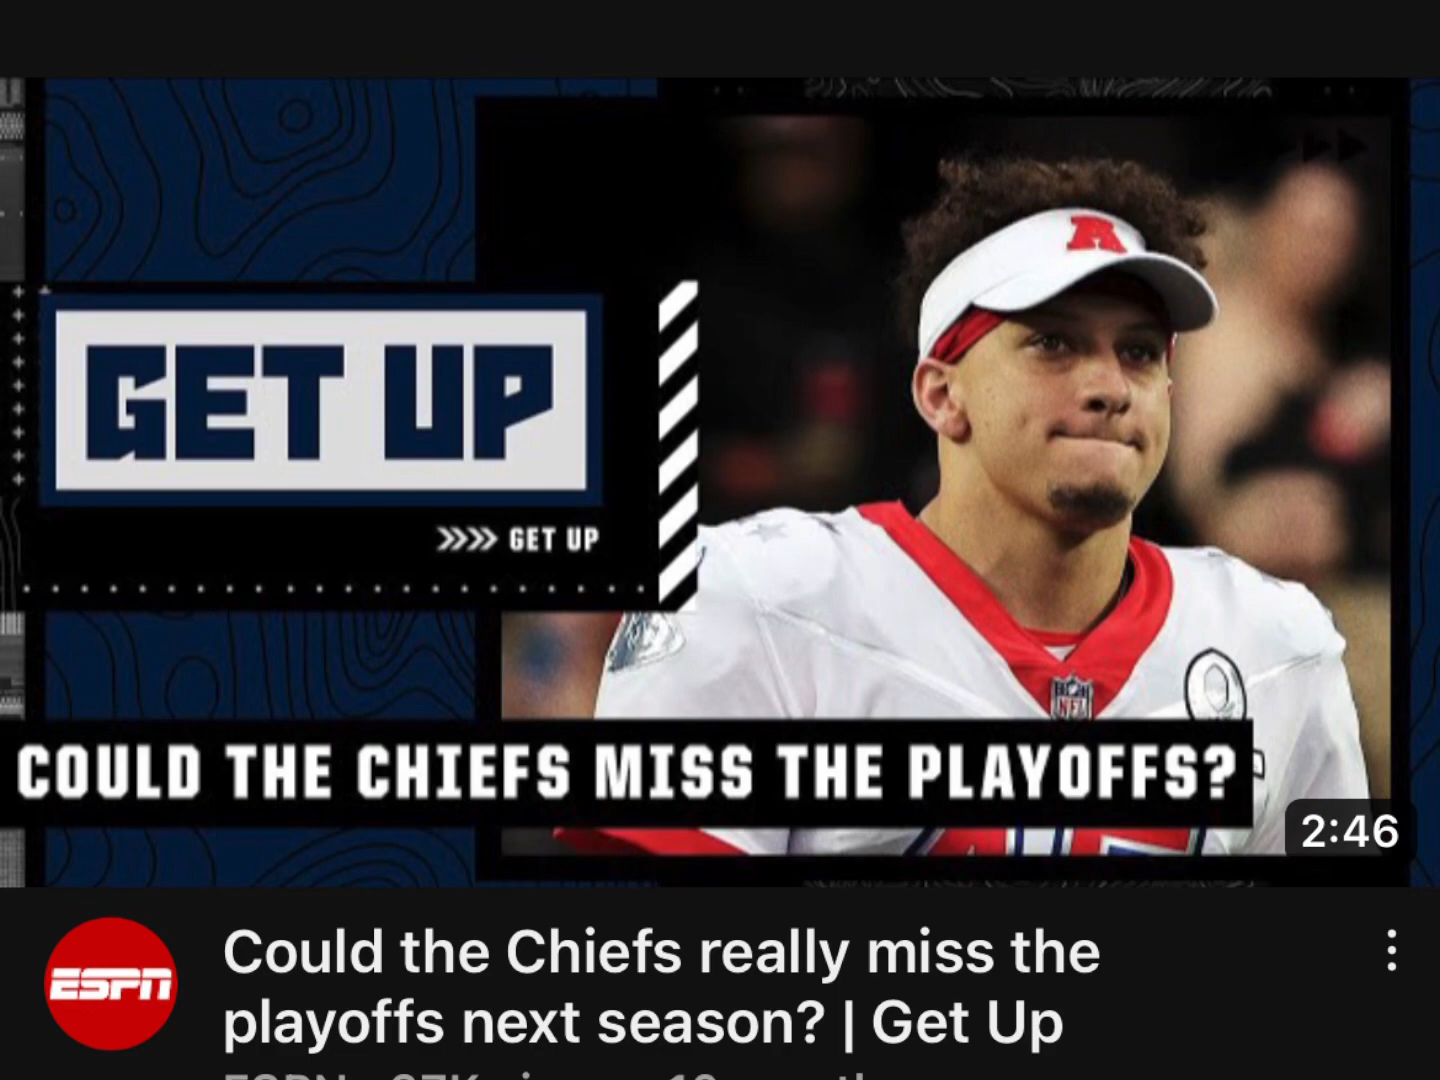 A
GET UP
GET UP
NFL
COULD THE CHIEFS MISS THE PLAYOFFS?
2:46
ESPN
Could the Chiefs really miss the
playoffs next season? | Get Up